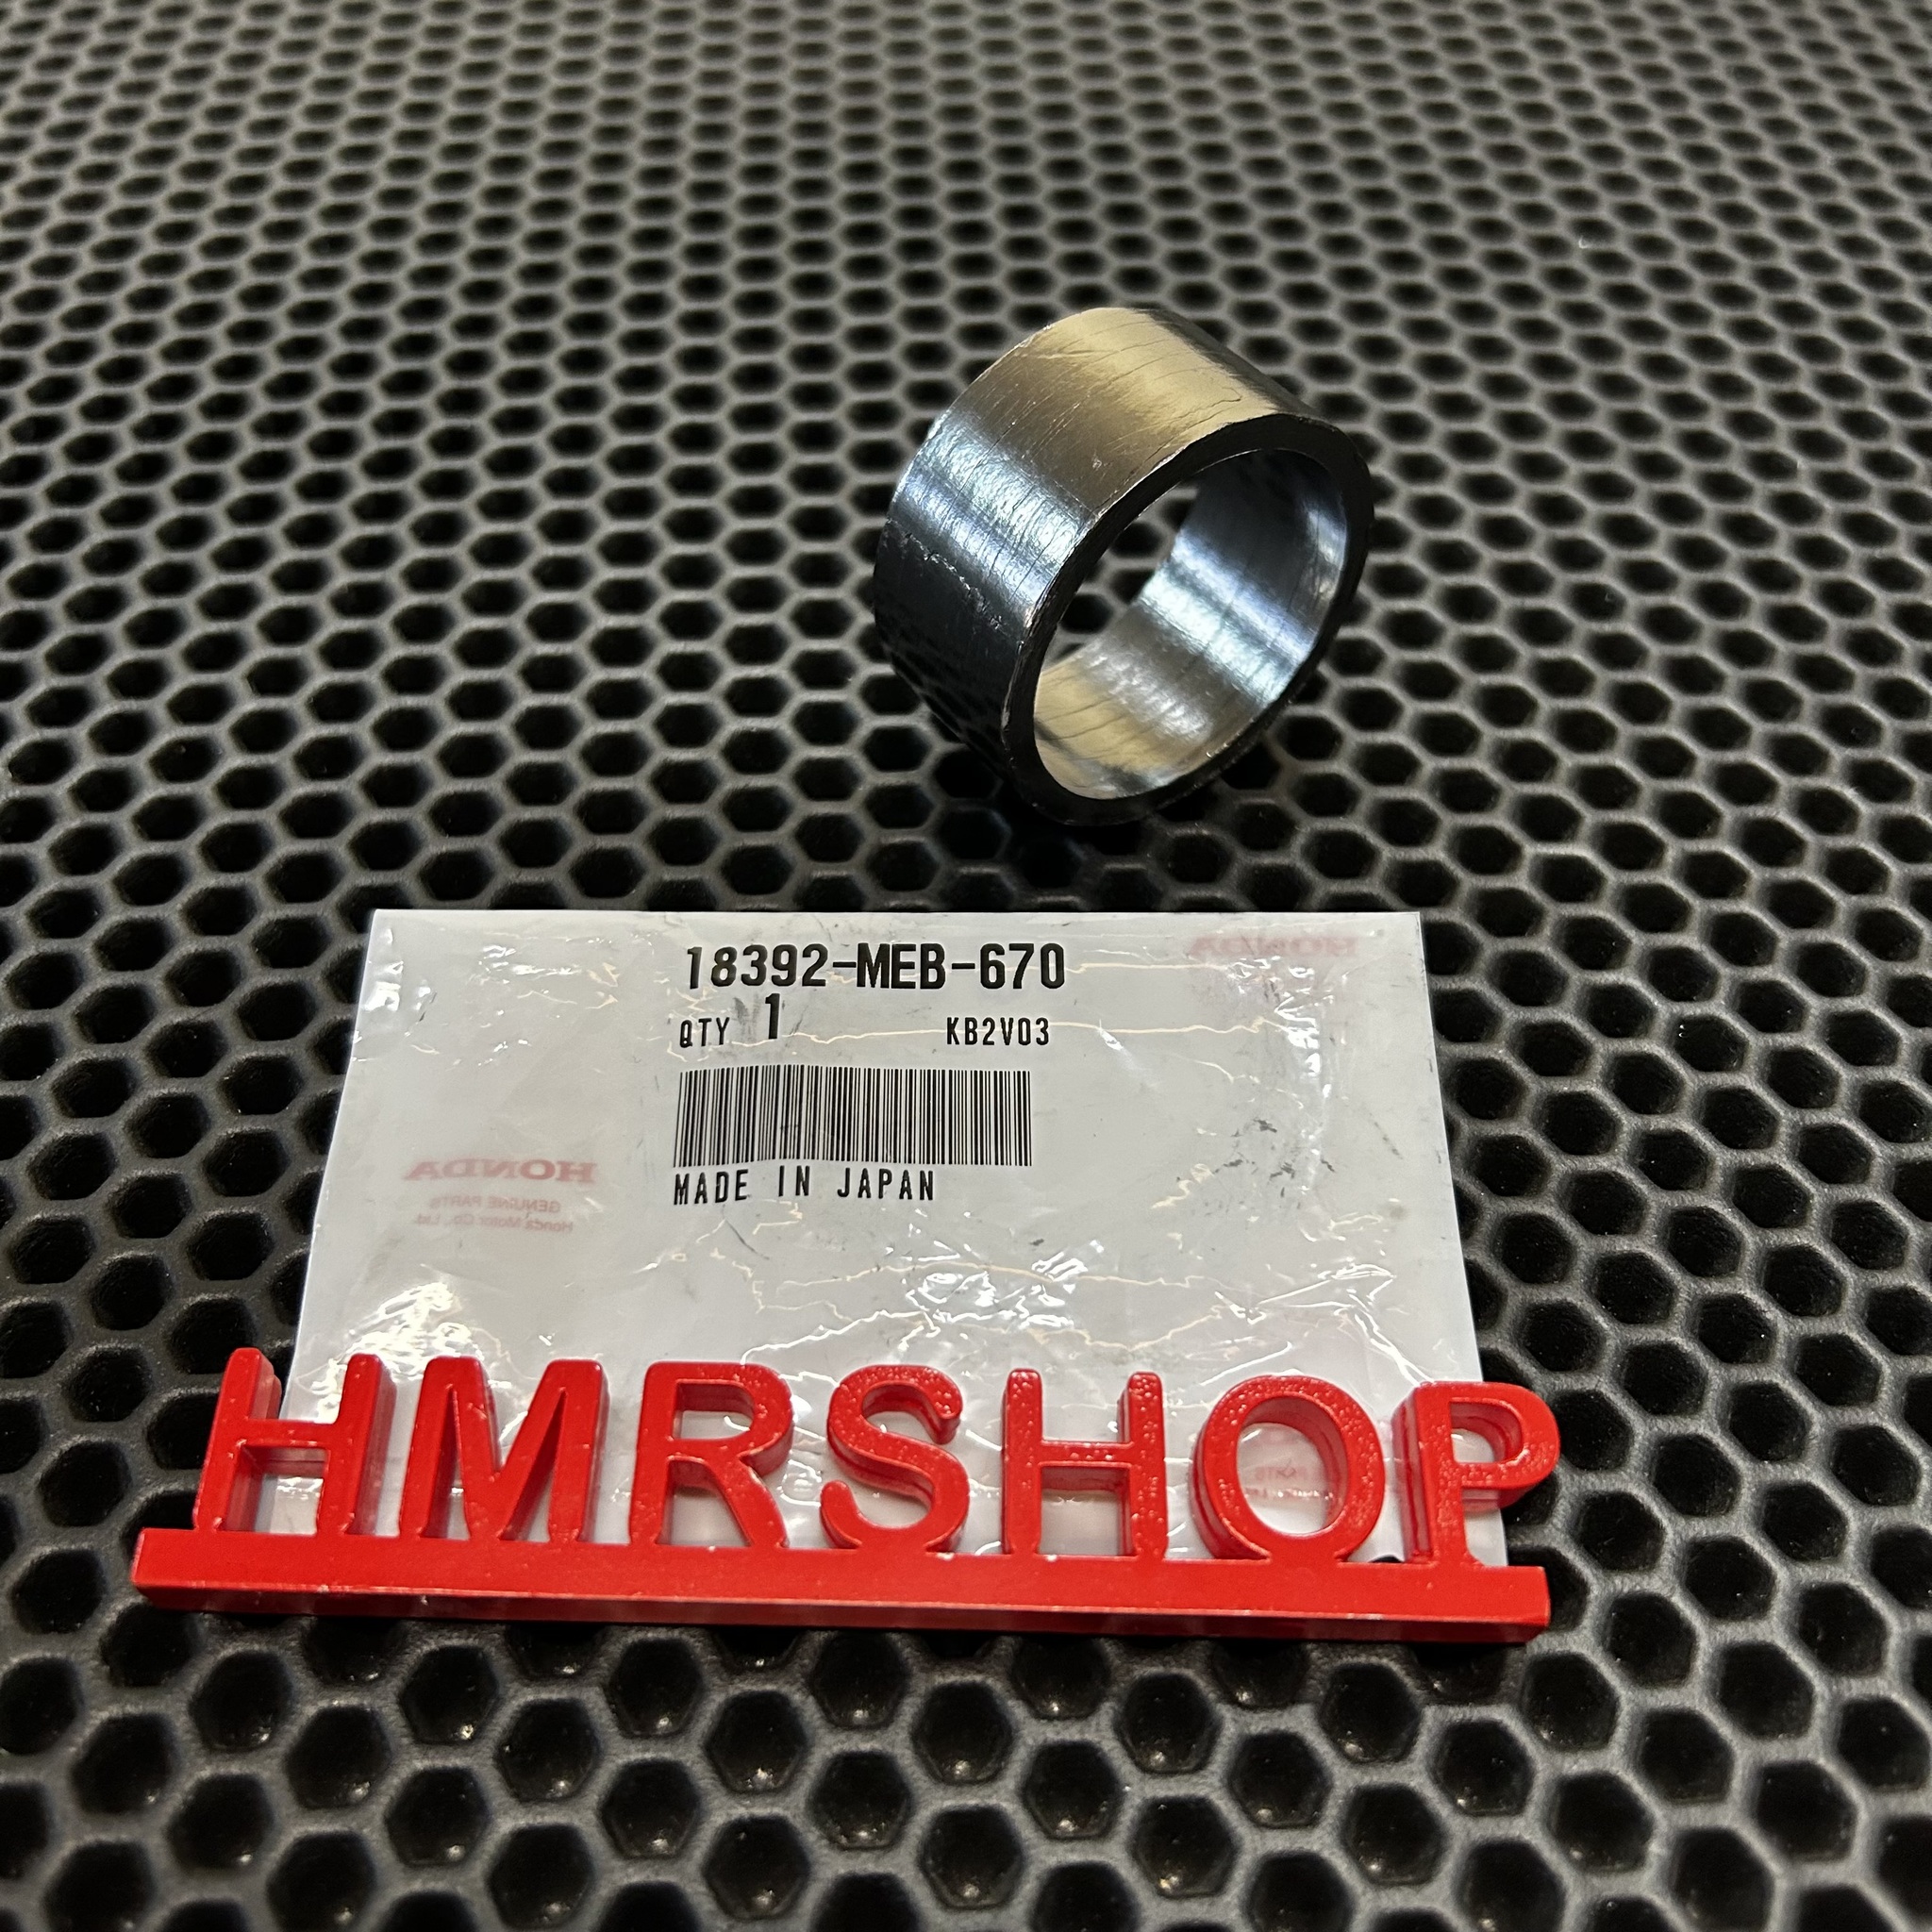 18392-MEB-670
QTY 1 KB2V03
MADE IN JAPAN
HONDA
HONDA
GENUINE PARTS
Honda Motor Co., Ltd.
HMRSHOP